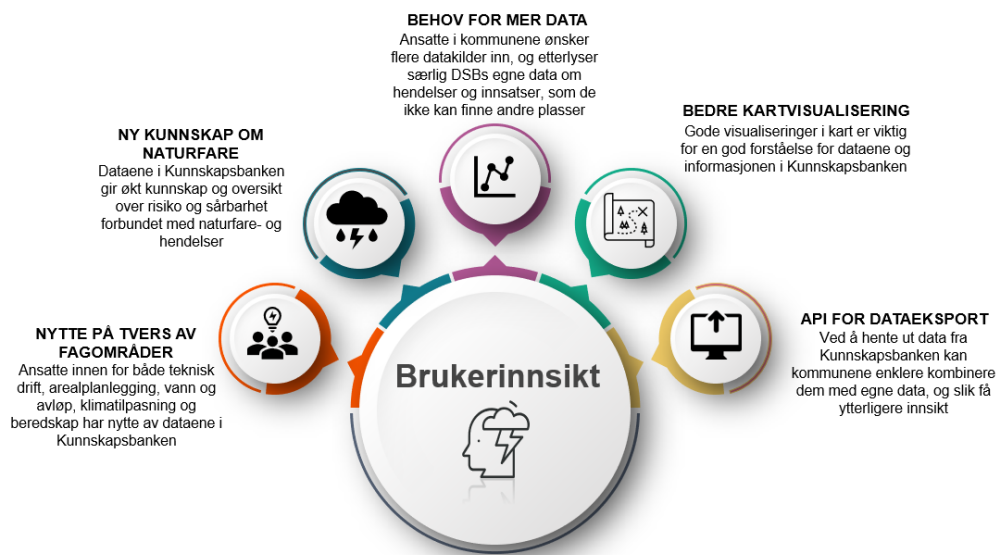 BEHOV FOR MER DATA
Ansatte i kommunene ønsker
flere datakilder inn, og etterlyser
særlig DSBs egne data om
hendelser og innsatser, som de
ikke kan finne andre plasser
BEDRE KARTVISUALISERING
Gode visualiseringer i kart er viktig
for en god forståelse for dataene og
informasjonen i Kunnskapsbanken
NY KUNNSKAP OM
NATURFARE
Dataene i Kunnskapsbanken
gir økt kunnskap og oversikt
over risiko og sårbarhet
forbundet med naturfare- og
hendelser
NYTTE PÅ TVERS AV
FAGOMRÅDER
Ansatte innen for både teknisk
drift, arealplanlegging, vann og
avløp, klimatilpasning og
beredskap har nytte av dataene i
Kunnskapsbanken
API FOR DATAEKSPORT
Ved å hente ut data fra
Kunnskapsbanken kan
kommunene enklere kombinere
dem med egne data, og slik få
ytterligere innsikt
Brukerinnsikt